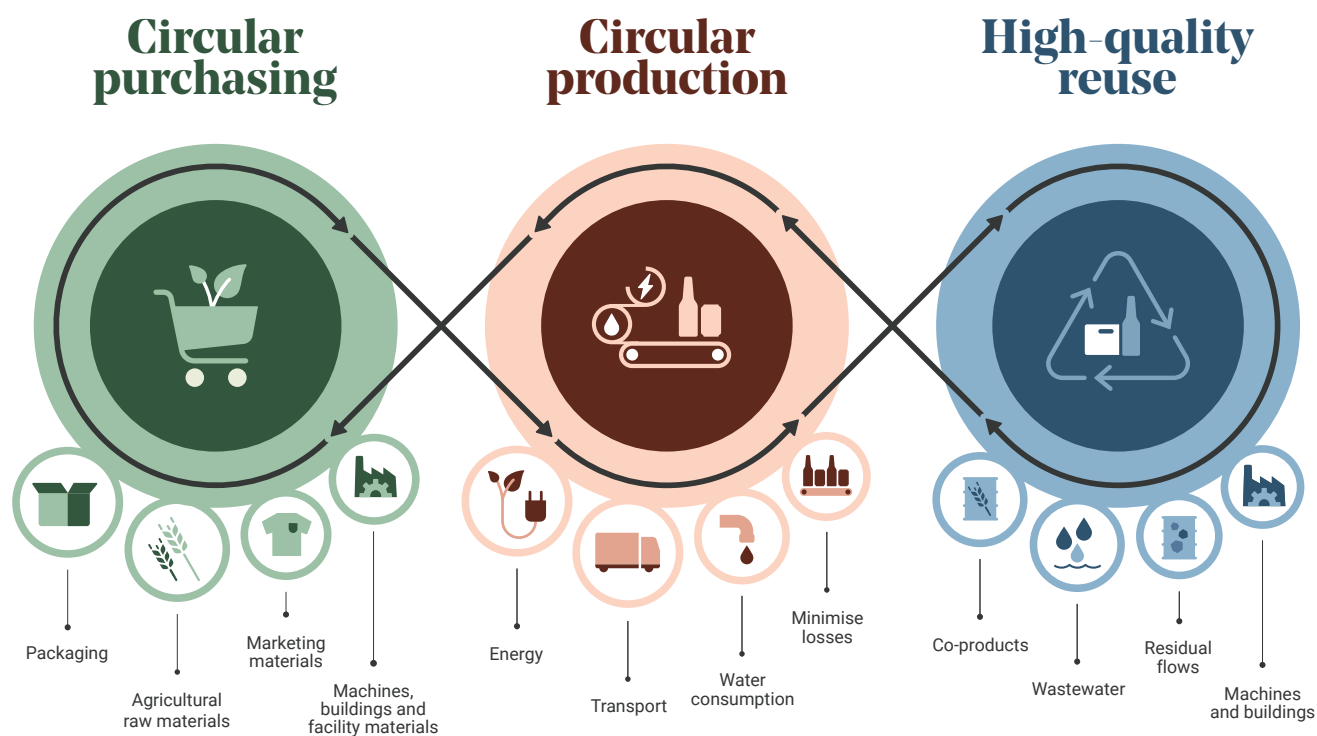 Circular
purchasing
Circular
production
High-quality
reuse
Packaging
Agricultural
raw materials
Marketing
materials
Machines,
buildings and
facility materials
Energy
Transport
Water
consumption
Minimise
losses
Co-products
Wastewater
Residual
flows
Machines
and buildings